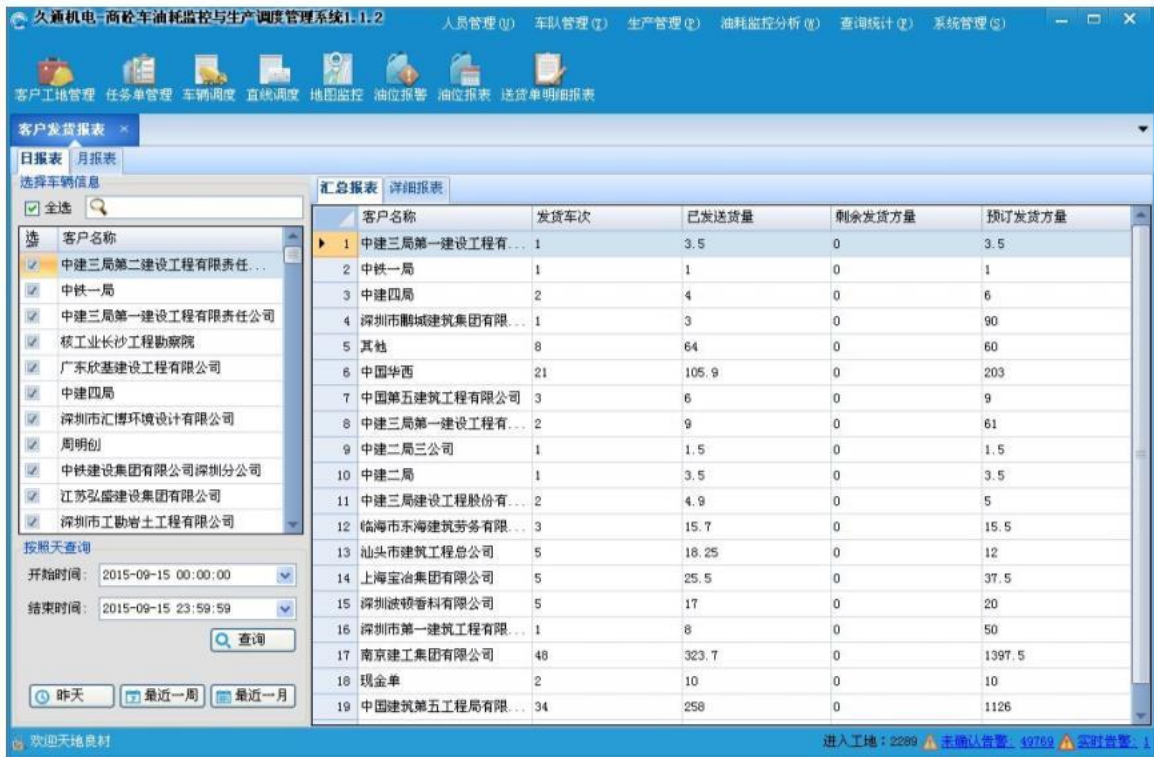 久通机电-商砼车油耗监控与生产调度管理系统1.1.2 人员管理(U) 车队管理(T) 生产管理(P) 油耗监控分析(W) 查询统计(R) 系统管理(S)
客户工地管理 任务单管理 车辆调度 直线调度 地图监控 油位报警 油位报表 送货单明细报表
客户发货报表 ×
日报表 月报表
选择车辆信息
全选
选 客户名称
中建三局第二建设工程有限责任...
中铁一局
中建三局第一建设工程有限责任公司
核工业长沙工程勘察院
广东欣基建设工程有限公司
中建四局
深圳市汇博环境设计有限公司
周明创
中铁建设集团有限公司深圳分公司
江苏弘盛建设集团有限公司
深圳市工勘岩土工程有限公司
按照天查询
开始时间: 2015-09-15 00:00:00
结束时间: 2015-09-15 23:59:59
查询
昨天 最近一周 最近一月
汇总报表 详细报表
客户名称 发货车次 已发送货量 剩余发货方量 预订发货方量
1 中建三局第一建设工程有... 1 3.5 0 3.5
2 中铁一局 1 1 0 1
3 中建四局 2 4 0 6
4 深圳市鹏城建筑集团有限... 1 3 0 90
5 其他 8 64 0 60
6 中国华西 21 105.9 0 203
7 中国第五建筑工程有限公司 3 6 0 9
8 中建三局第一建设工程有... 2 9 0 61
9 中建二局三公司 1 1.5 0 1.5
10 中建二局 1 3.5 0 3.5
11 中建三局建设工程股份有... 2 4.9 0 5
12 临海市东海建筑劳务有限... 3 15.7 0 15.5
13 汕头市建筑工程总公司 5 18.25 0 12
14 上海宝冶集团有限公司 5 25.5 0 37.5
15 深圳波顿香料有限公司 5 17 0 20
16 深圳市第一建筑工程有限... 1 8 0 50
17 南京建工集团有限公司 48 323.7 0 1397.5
18 现金单 2 10 0 10
19 中国建筑第五工程局有限... 34 258 0 1126
欢迎天地良材 进入工地:2289 未确认告警: 49769 实时告警: 1